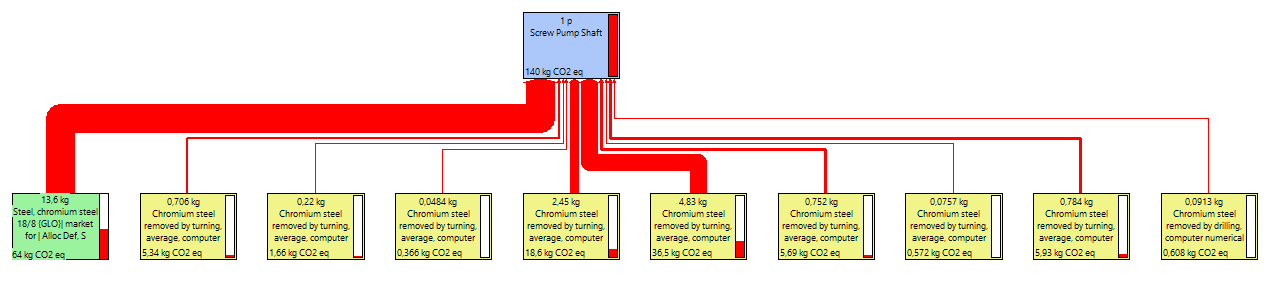 1 p
Screw Pump Shaft
140 kg CO2 eq
13,6 kg
Steel, chromium steel
18/8 {GLO}| market
for | Alloc Def, S
64 kg CO2 eq
0,706 kg
Chromium steel
removed by turning,
average, computer
5,34 kg CO2 eq
0,22 kg
Chromium steel
removed by turning,
average, computer
1,66 kg CO2 eq
0,0484 kg
Chromium steel
removed by turning,
average, computer
0,366 kg CO2 eq
2,45 kg
Chromium steel
removed by turning,
average, computer
18,6 kg CO2 eq
4,83 kg
Chromium steel
removed by turning,
average, computer
36,5 kg CO2 eq
0,752 kg
Chromium steel
removed by turning,
average, computer
5,69 kg CO2 eq
0,0757 kg
Chromium steel
removed by turning,
average, computer
0,572 kg CO2 eq
0,784 kg
Chromium steel
removed by turning,
average, computer
5,93 kg CO2 eq
0,0913 kg
Chromium steel
removed by drilling,
computer numerical
0,608 kg CO2 eq